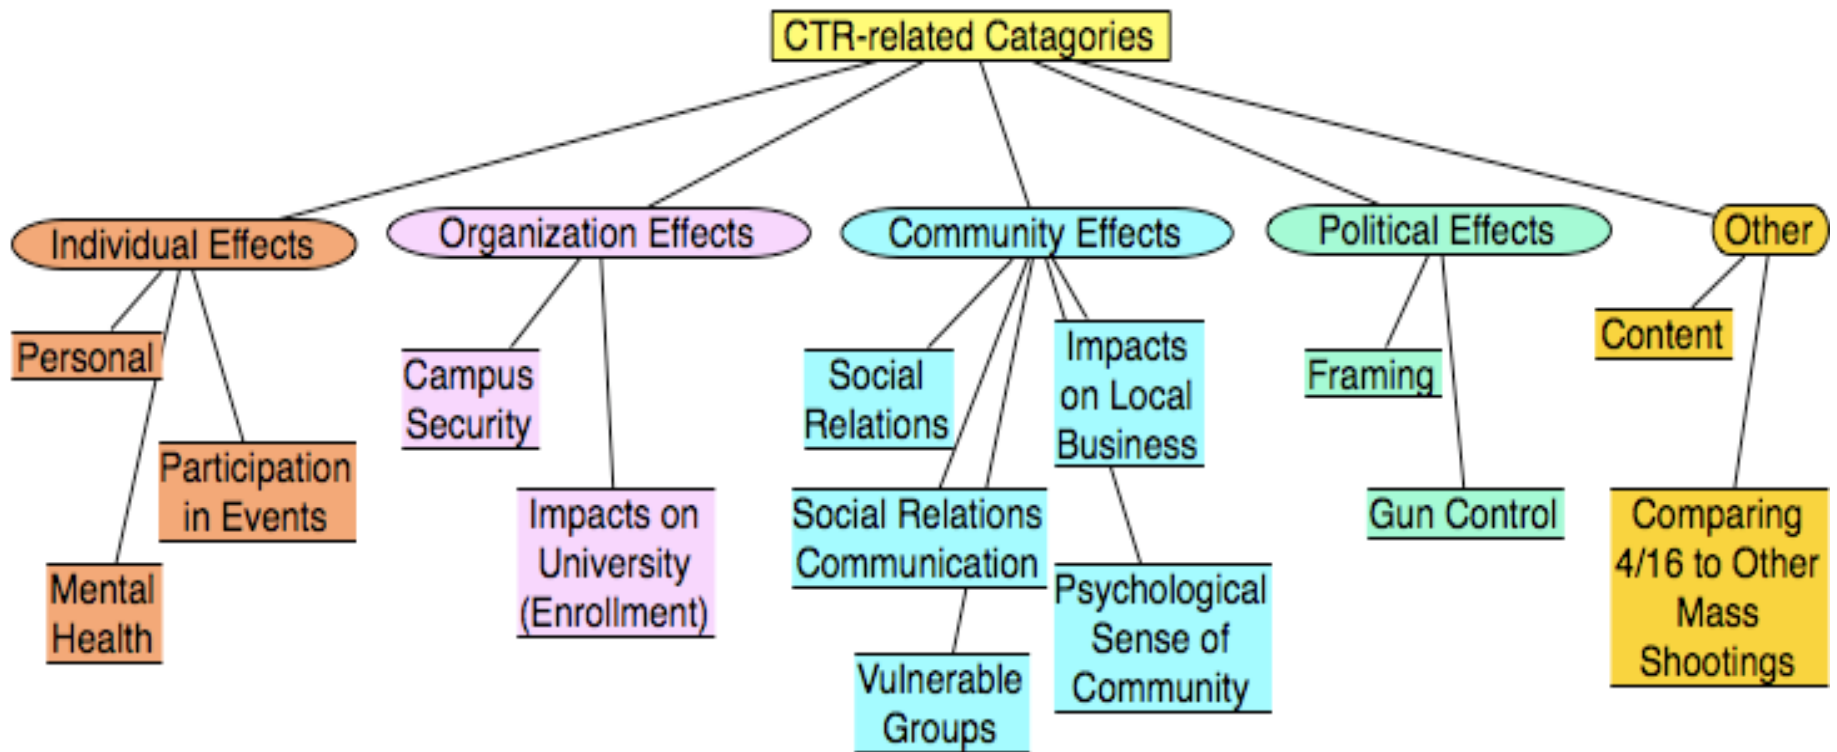 CTR-related Catagories
Individual Effects
Organization Effects
Community Effects
Political Effects
Other
Personal
Participation
in Events
Mental
Health
Campus
Security
Impacts on
University
(Enrollment)
Social
Relations
Social Relations
Communication
Vulnerable
Groups
Impacts
on Local
Business
Psychological
Sense of
Community
Framing
Gun Control
Content
Comparing
4/16 to Other
Mass
Shootings